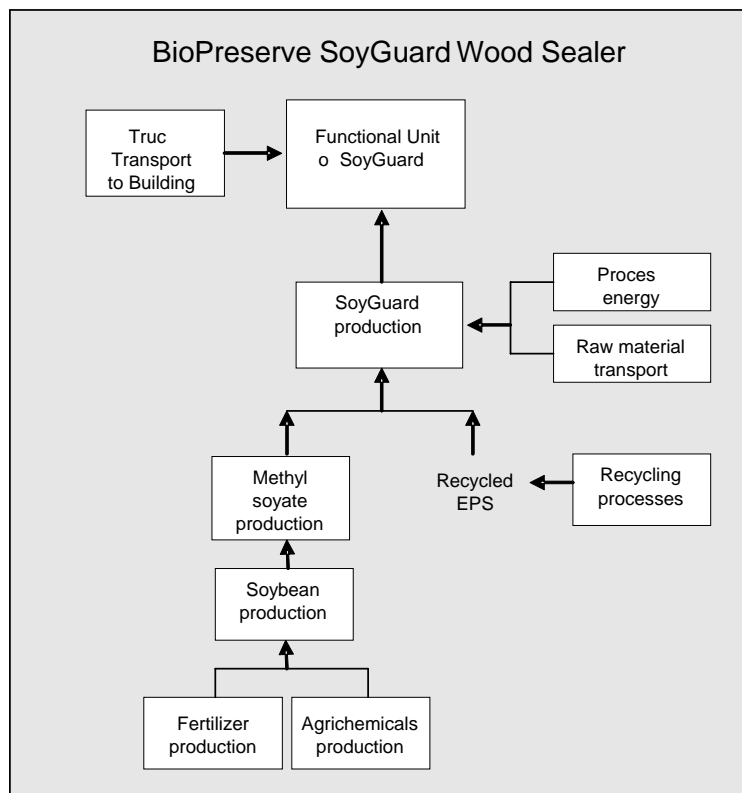 BioPreserve SoyGuard Wood Sealer
Truc
Transport
to Building
Functional Unit
o SoyGuard
SoyGuard
production
Proces
energy
Raw material
transport
Methyl
soyate
production
Recycled
EPS
Recycling
processes
Soybean
production
Fertilizer
production
Agrichemicals
production